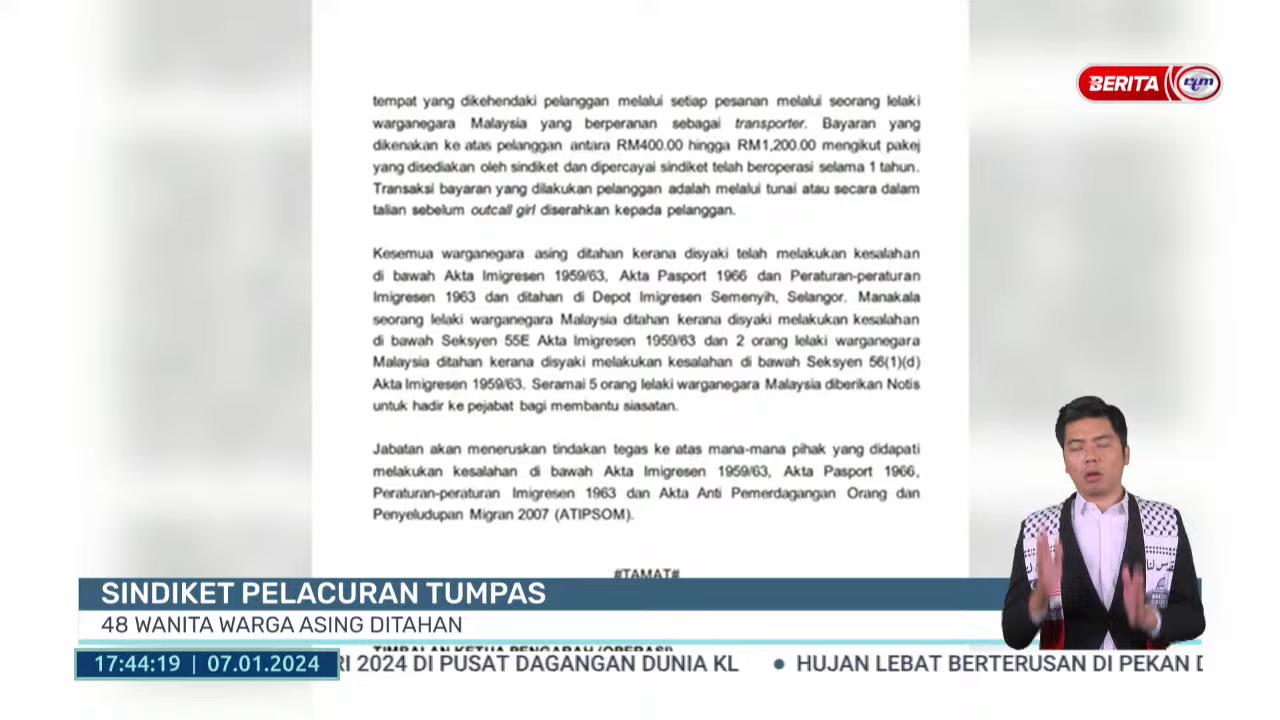 BERITA rtm
tempat yang dikehendaki pelanggan melalui setiap pesanan melalui seorang lelaki
warganegara Malaysia yang berperanan sebagai transporter. Bayaran yang
dikenakan ke atas pelanggan antara RM400.00 hingga RM1,200.00 mengikut pakej
yang disediakan oleh sindiket dan dipercayai sindiket telah beroperasi selama 1 tahun.
Transaksi bayaran yang dilakukan pelanggan adalah melalui tunai atau secara dalam
talian sebelum outcall girl diserahkan kepada pelanggan.
Kesemua warganegara asing ditahan kerana disyaki telah melakukan kesalahan
di bawah Akta Imigresen 1959/63, Akta Pasport 1966 dan Peraturan-peraturan
Imigresen 1963 dan ditahan di Depot Imigresen Semenyih, Selangor. Manakala
seorang lelaki warganegara Malaysia ditahan kerana disyaki melakukan kesalahan
di bawah Seksyen 55E Akta Imigresen 1959/63 dan 2 orang lelaki warganegara
Malaysia ditahan kerana disyaki melakukan kesalahan di bawah Seksyen 56(1)(d)
Akta Imigresen 1959/63. Seramai 5 orang lelaki warganegara Malaysia diberikan Notis
untuk hadir ke pejabat bagi membantu siasatan.
Jabatan akan meneruskan tindakan tegas ke atas mana-mana pihak yang didapati
melakukan kesalahan di bawah Akta Imigresen 1959/63, Akta Pasport 1966,
Peraturan-peraturan Imigresen 1963 dan Akta Anti Pemerdagangan Orang dan
Penyeludupan Migran 2007 (ATIPSOM).
#TAMAT#
SINDIKET PELACURAN TUMPAS
48 WANITA WARGA ASING DITAHAN
TIMBALAN KETUA PENGARAH (OPERASI)
17:44:19 | 07.01.2024 RI 2024 DI PUSAT DAGANGAN DUNIA KL • HUJAN LEBAT BERTERUSAN DI PEKAN